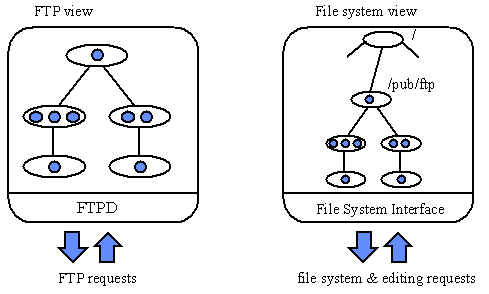 FTP view
File system view
/
/pub/ftp
FTPD
File System Interface
FTP requests
file system & editing requests